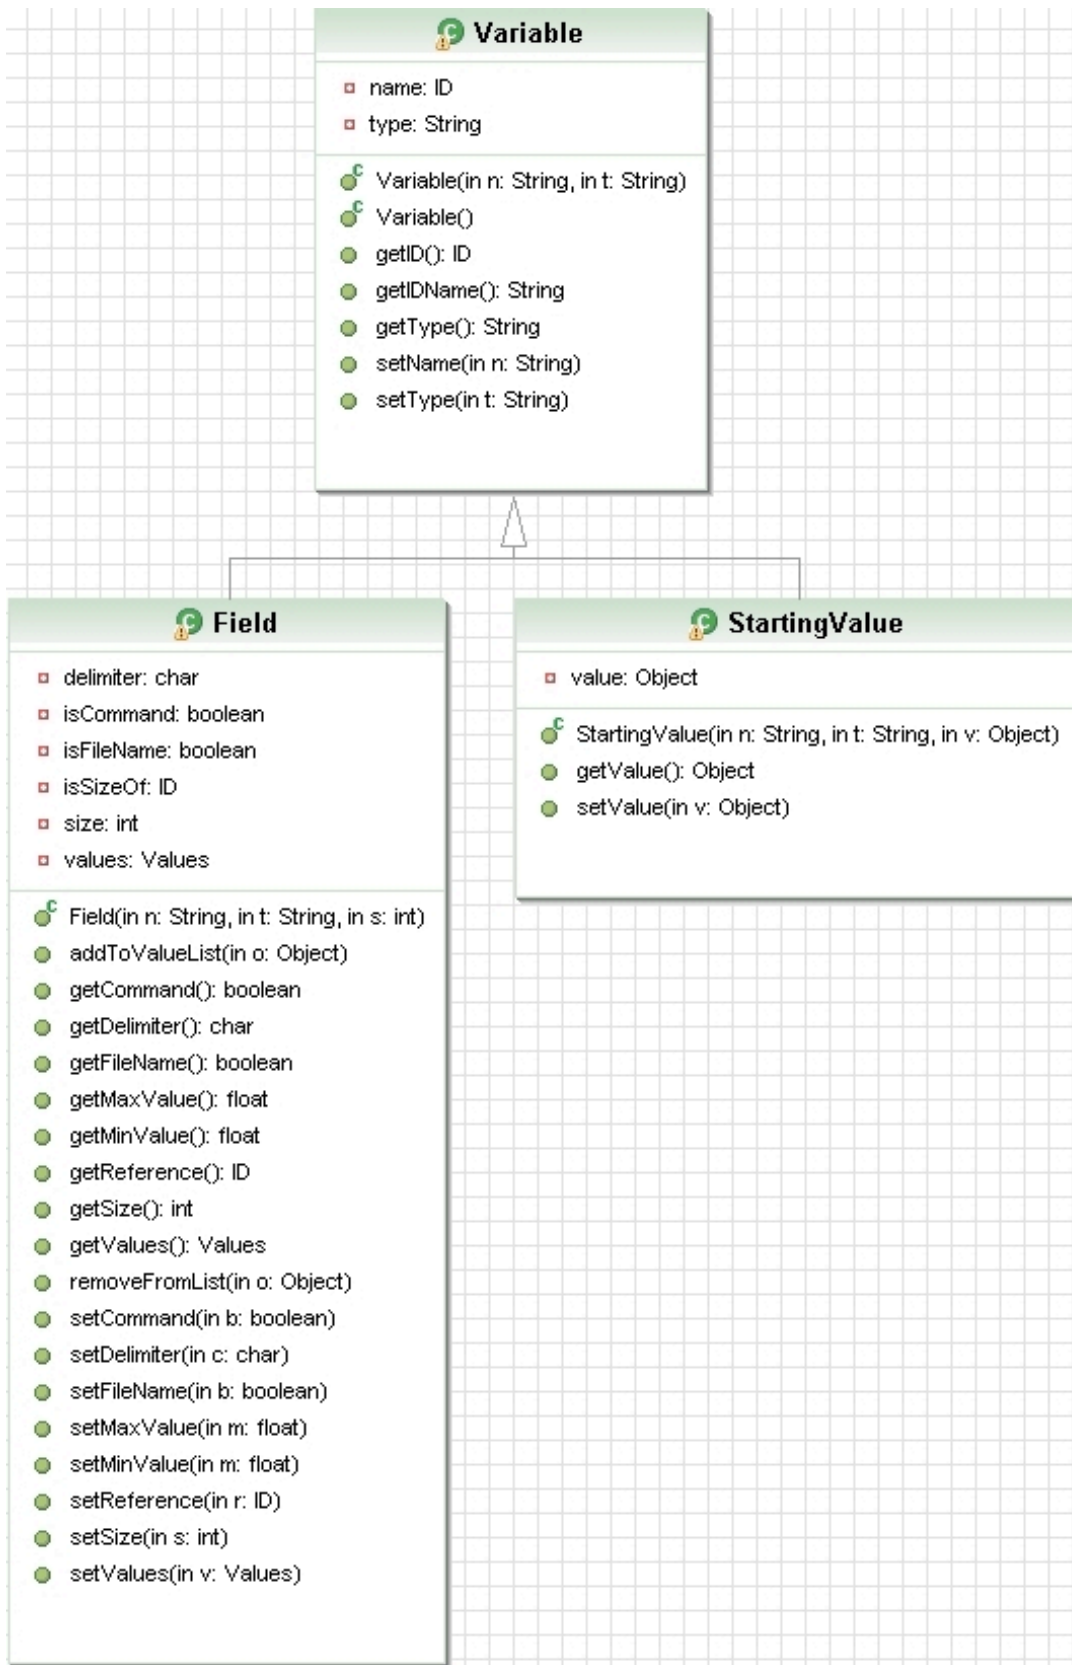 Variable
name: ID
type: String
Variable(in n: String, in t: String)
Variable()
getID(): ID
getIDName(): String
getType(): String
setName(in n: String)
setType(in t: String)
Field
delimiter: char
isCommand: boolean
isFileName: boolean
isSizeOf: ID
size: int
values: Values
Field(in n: String, in t: String, in s: int)
addToValueList(in o: Object)
getCommand(): boolean
getDelimiter(): char
getFileName(): boolean
getMaxValue(): float
getMinValue(): float
getReference(): ID
getSize(): int
getValues(): Values
removeFromList(in o: Object)
setCommand(in b: boolean)
setDelimiter(in c: char)
setFileName(in b: boolean)
setMaxValue(in m: float)
setMinValue(in m: float)
setReference(in r: ID)
setSize(in s: int)
setValues(in v: Values)
StartingValue
value: Object
StartingValue(in n: String, in t: String, in v: Object)
getValue(): Object
setValue(in v: Object)